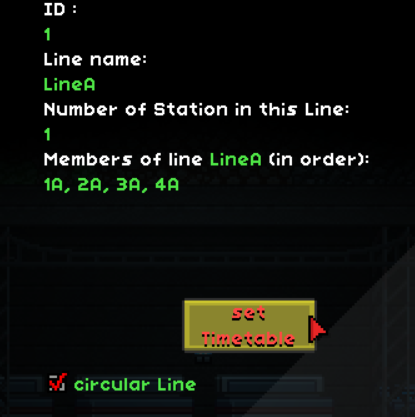 ID :
1
Line name:
LineA
Number of Station in this Line:
1
Members of line LineA (in order):
1A, 2A, 3A, 4A
set
Timetable
circular Line